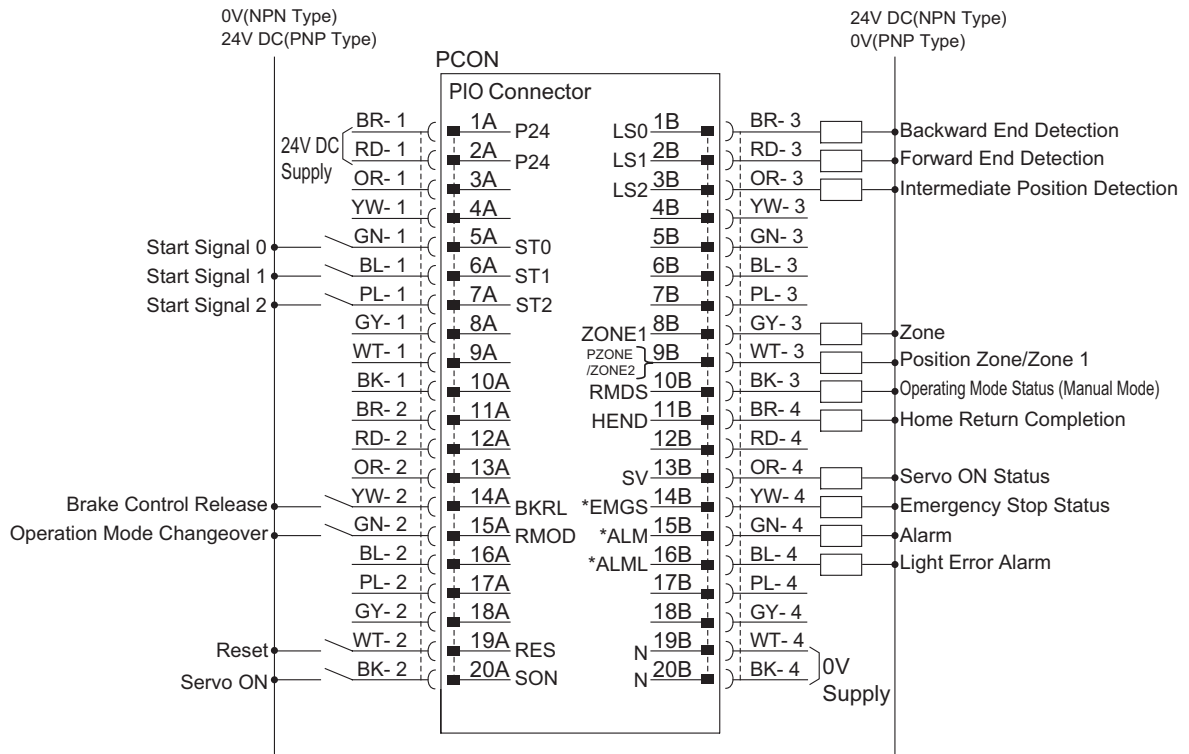 0V(NPN Type)
24V DC(PNP Type)
24V DC(NPN Type)
0V(PNP Type)
PCON
PIO Connector
24V DC
Supply
BR- 1 1A P24 LS0 1B BR- 3 Backward End Detection
RD- 1 2A P24 LS1 2B RD- 3 Forward End Detection
OR- 1 3A LS2 3B OR- 3 Intermediate Position Detection
YW- 1 4A 4B YW- 3
Start Signal 0 GN- 1 5A ST0 5B GN- 3
Start Signal 1 BL- 1 6A ST1 6B BL- 3
Start Signal 2 PL- 1 7A ST2 7B PL- 3
GY- 1 8A ZONE1 8B GY- 3 Zone
WT- 1 9A PZONE /ZONE2 9B WT- 3 Position Zone/Zone 1
BK- 1 10A RMDS 10B BK- 3 Operating Mode Status (Manual Mode)
BR- 2 11A HEND 11B BR- 4 Home Return Completion
RD- 2 12A 12B RD- 4
OR- 2 13A SV 13B OR- 4 Servo ON Status
Brake Control Release YW- 2 14A BKRL *EMGS 14B YW- 4 Emergency Stop Status
Operation Mode Changeover GN- 2 15A RMOD *ALM 15B GN- 4 Alarm
BL- 2 16A *ALML 16B BL- 4 Light Error Alarm
PL- 2 17A 17B PL- 4
GY- 2 18A 18B GY- 4
Reset WT- 2 19A RES N 19B WT- 4
Servo ON BK- 2 20A SON N 20B BK- 4
0V
Supply